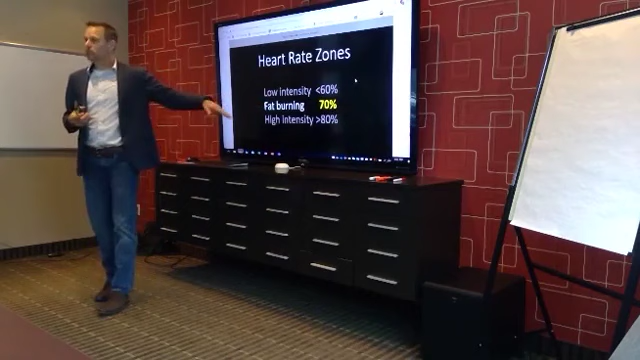 Heart Rate Zones
Low intensity <60%
Fat burning 70%
High intensity >80%